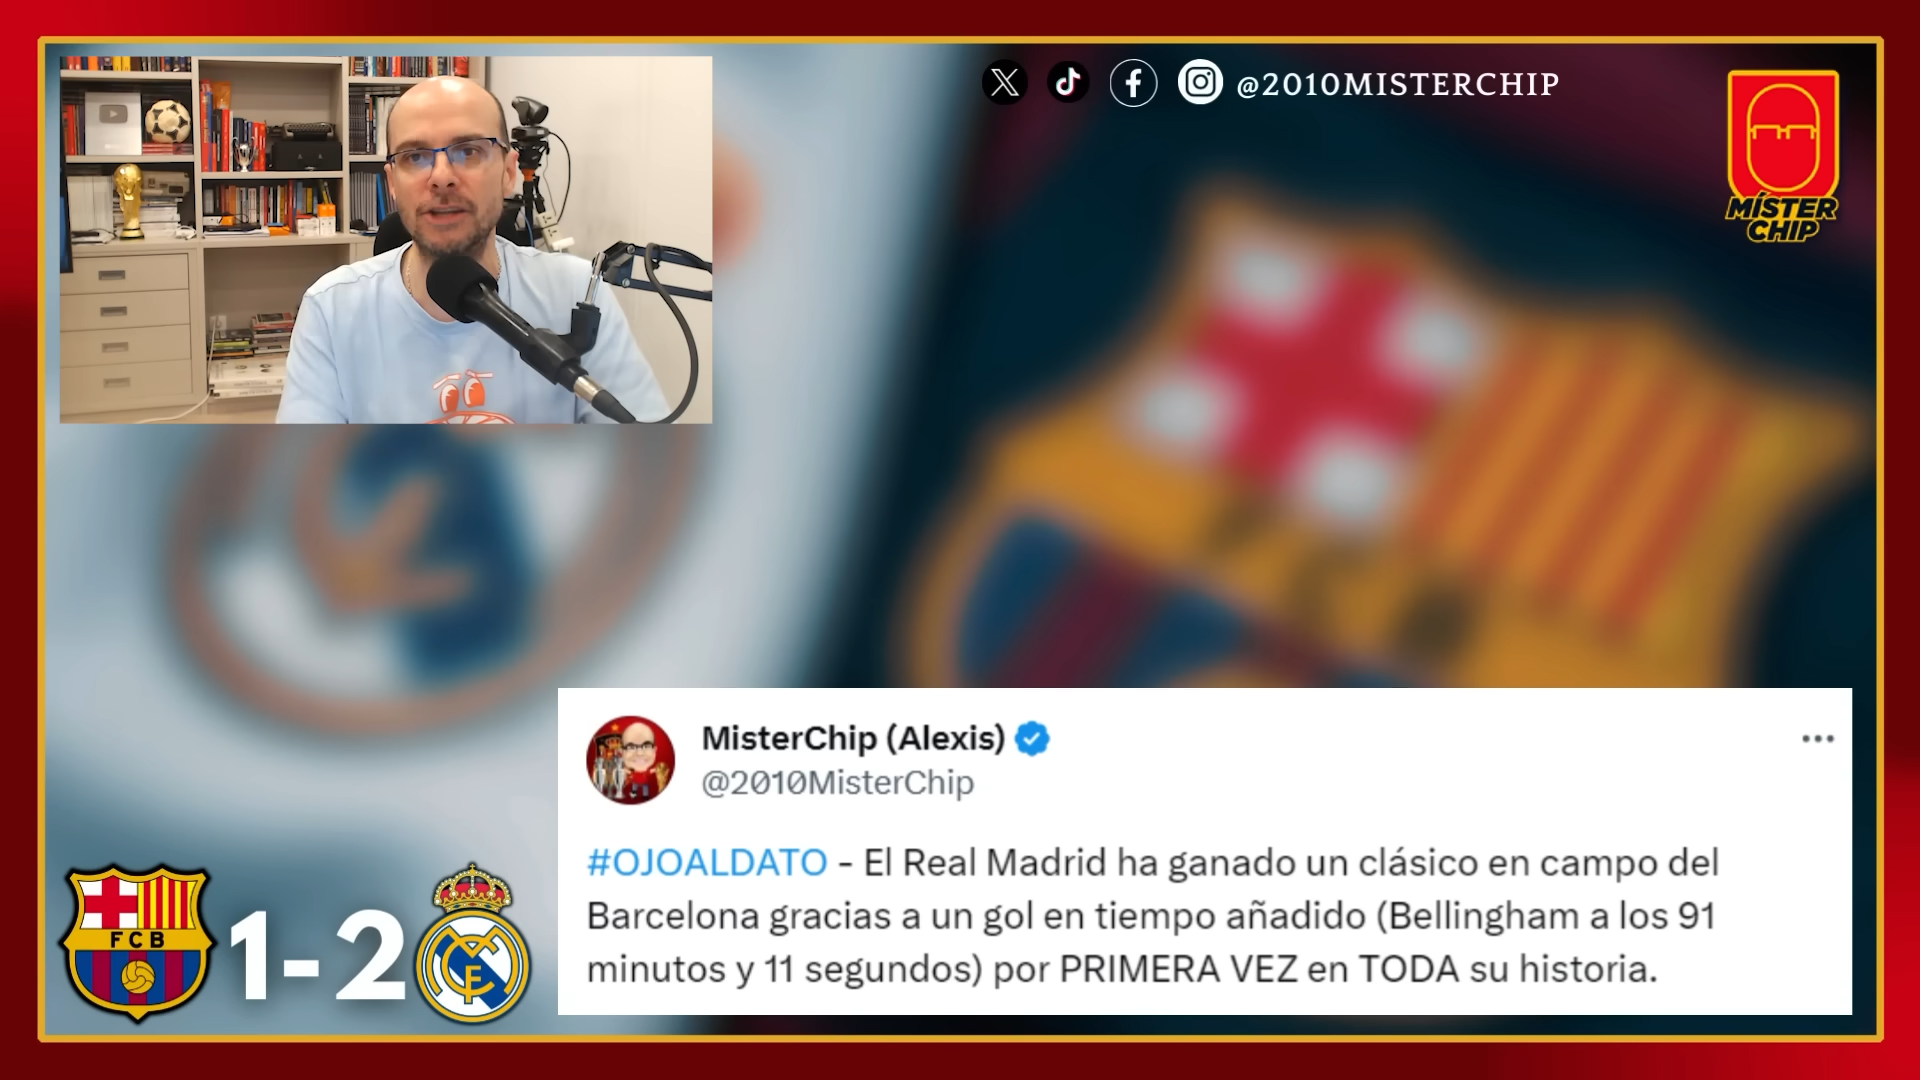 @2010MISTERCHIP
MÍSTER
CHIP
MisterChip (Alexis)
@2010MisterChip
#OJOALDATO - El Real Madrid ha ganado un clásico en campo del
Barcelona gracias a un gol en tiempo añadido (Bellingham a los 91
minutos y 11 segundos) por PRIMERA VEZ en TODA su historia.
FCB
1-2